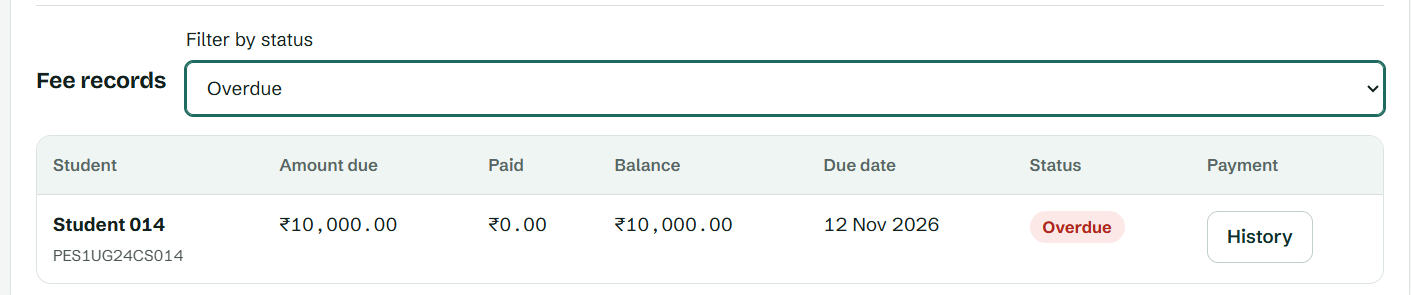 Filter by status
Fee records
Overdue
Student Amount due Paid Balance Due date Status Payment
Student 014 ₹10,000.00 ₹0.00 ₹10,000.00 12 Nov 2026 Overdue History
PES1UG24CS014